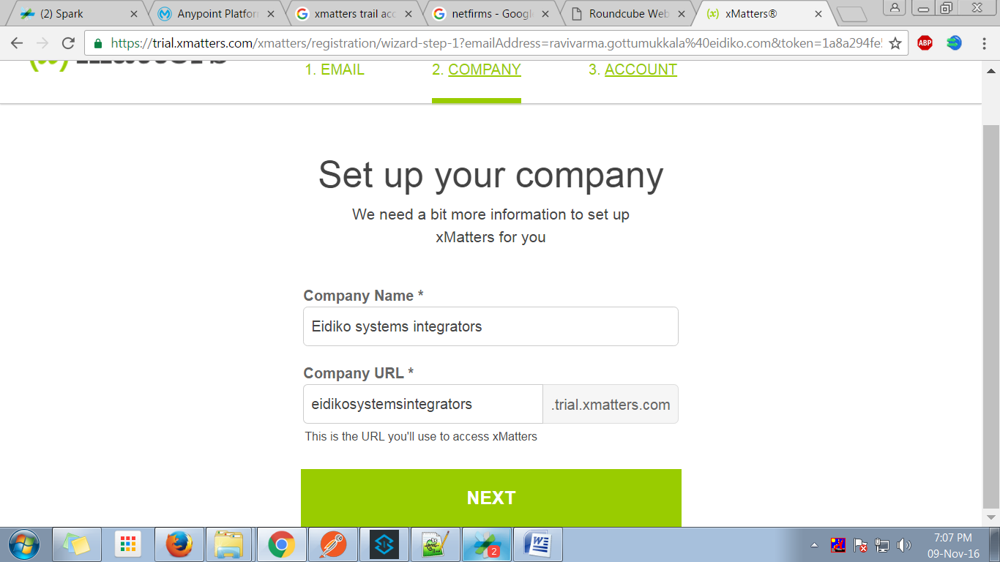 (2) Spark
Anypoint Platfor
xmatters trail acc
netfirms - Googl
Roundcube Web
(x) xMatters®
https://trial.xmatters.com/xmatters/registration/wizard-step-1?emailAddress=ravivarma.gottumukkala%40eidiko.com&token=1a8a294fe
ABP
1. EMAIL
2. COMPANY
3. ACCOUNT
Set up your company
We need a bit more information to set up
xMatters for you
Company Name *
Eidiko systems integrators
Company URL *
eidikosystemsintegrators
.trial.xmatters.com
This is the URL you'll use to access xMatters
NEXT
2
7:07 PM
09-Nov-16